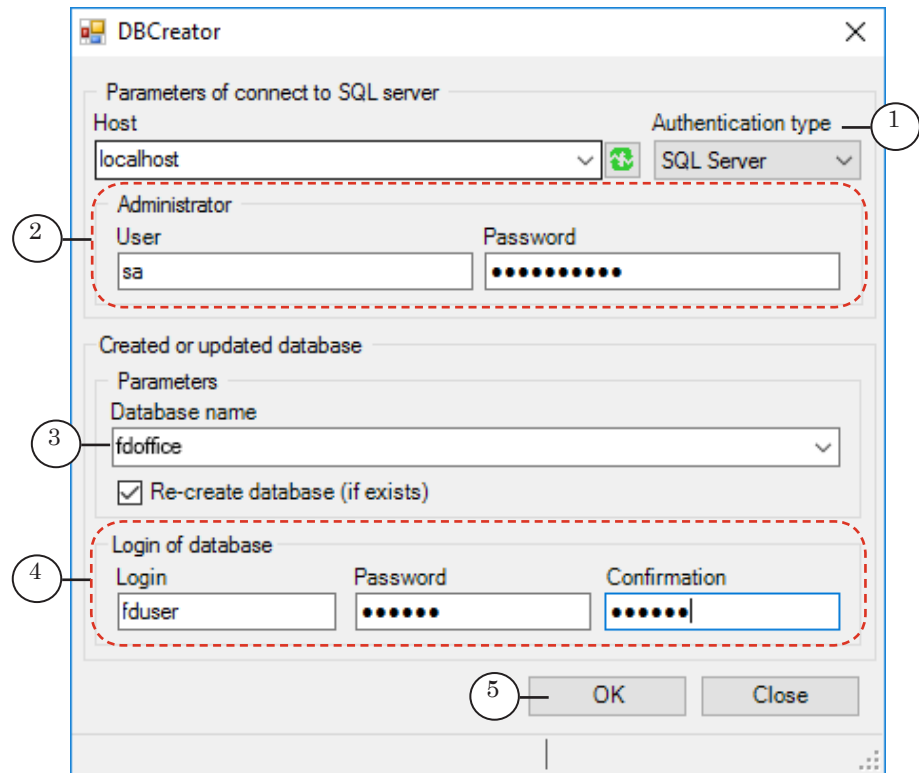 DBCreator
Parameters of connect to SQL server
Host
Authentication type
1
localhost
SQL Server
Administrator
2
User
Password
sa
••••••••••
Created or updated database
Parameters
Database name
3
fdoffice
Re-create database (if exists)
Login of database
4
Login
Password
Confirmation
fduser
••••••
••••••
5
OK
Close